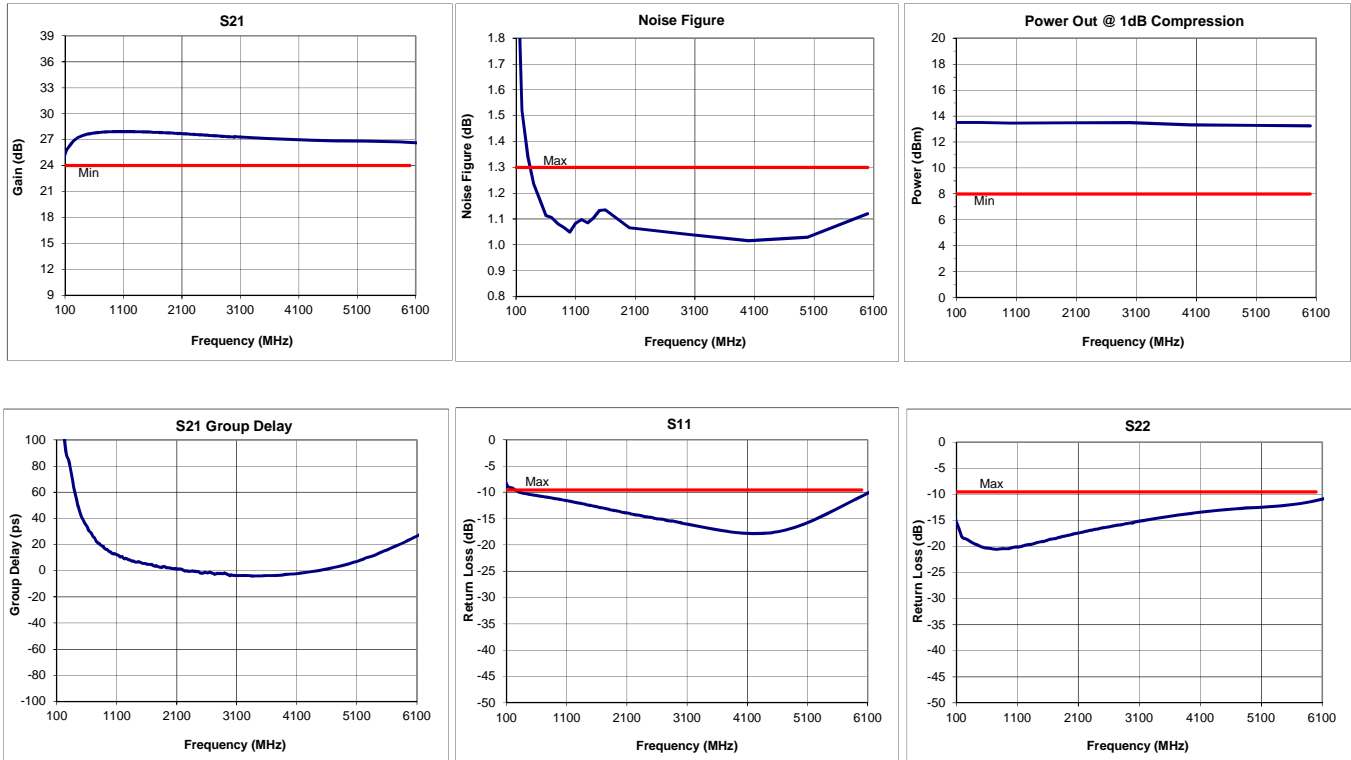 S21
39
36
33
30
27
24
21
18
15
12
9
Gain (dB)
Min
100 1100 2100 3100 4100 5100 6100
Frequency (MHz)
Noise Figure
1.8
1.7
1.6
1.5
1.4
1.3
1.2
1.1
1.0
0.9
0.8
Noise Figure (dB)
Max
100 1100 2100 3100 4100 5100 6100
Frequency (MHz)
Power Out @ 1dB Compression
20
18
16
14
12
10
8
6
4
2
0
Power (dBm)
Min
100 1100 2100 3100 4100 5100 6100
Frequency (MHz)
S21 Group Delay
100
80
60
40
20
0
-20
-40
-60
-80
-100
Group Delay (ps)
100 1100 2100 3100 4100 5100 6100
Frequency (MHz)
S11
0
-5
-10
-15
-20
-25
-30
-35
-40
-45
-50
Return Loss (dB)
Max
100 1100 2100 3100 4100 5100 6100
Frequency (MHz)
S22
0
-5
-10
-15
-20
-25
-30
-35
-40
-45
-50
Return Loss (dB)
Max
100 1100 2100 3100 4100 5100 6100
Frequency (MHz)